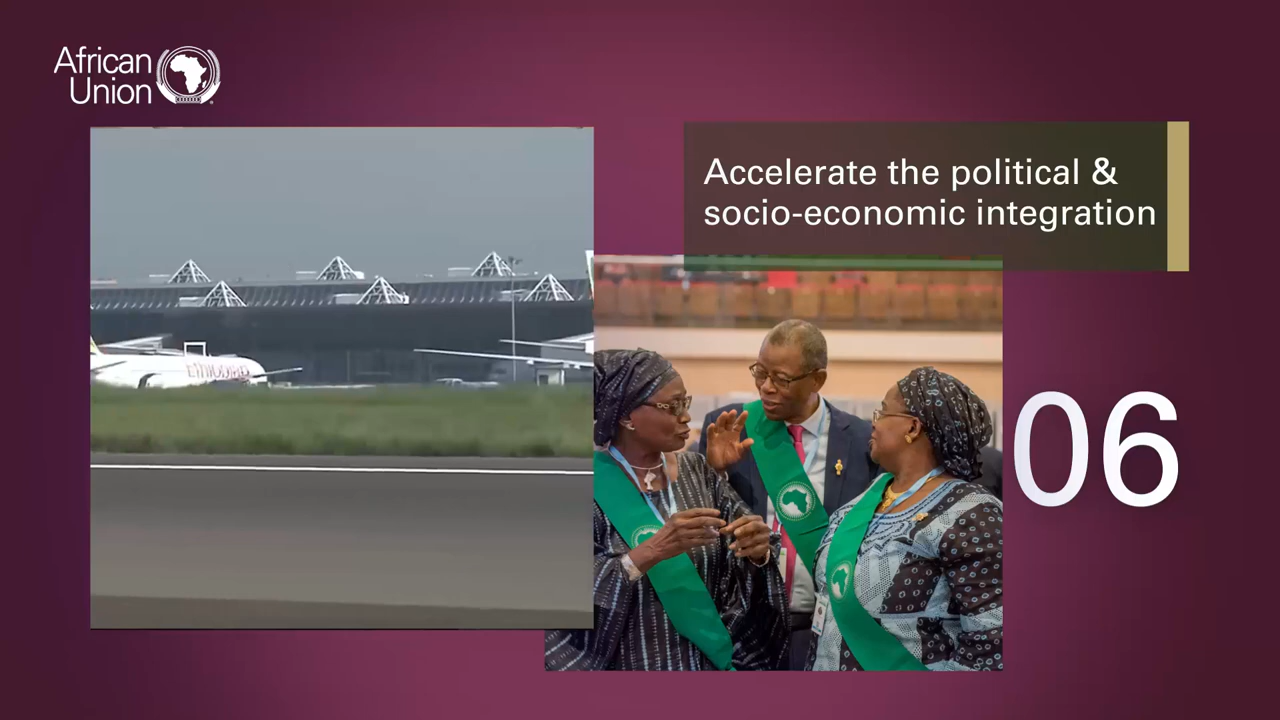 African
Union
Accelerate the political &
socio-economic integration
06